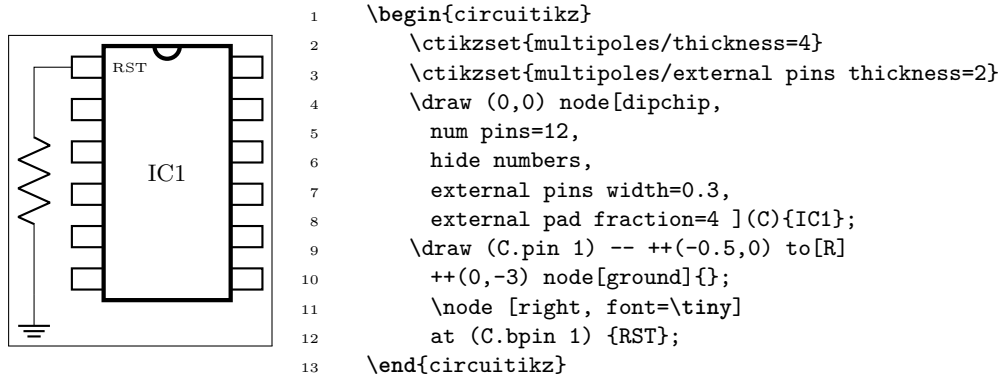 RST
IC1
1 \begin{circuitikz}
2 \ctikzset{multipoles/thickness=4}
3 \ctikzset{multipoles/external pins thickness=2}
4 \draw (0,0) node[dipchip,
5 num pins=12,
6 hide numbers,
7 external pins width=0.3,
8 external pad fraction=4 ](C){IC1};
9 \draw (C.pin 1) -- ++(-0.5,0) to[R]
10 ++(0,-3) node[ground]{};
11 \node [right, font=\tiny]
12 at (C.bpin 1) {RST};
13 \end{circuitikz}